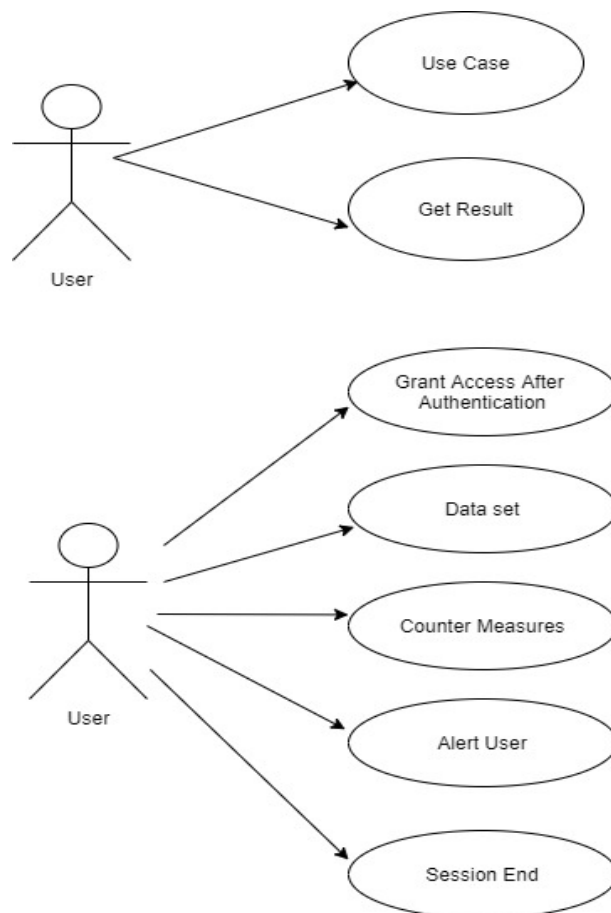 Use Case
Get Result
User
Grant Access After
Authentication
Data set
Counter Measures
User
Alert User
Session End